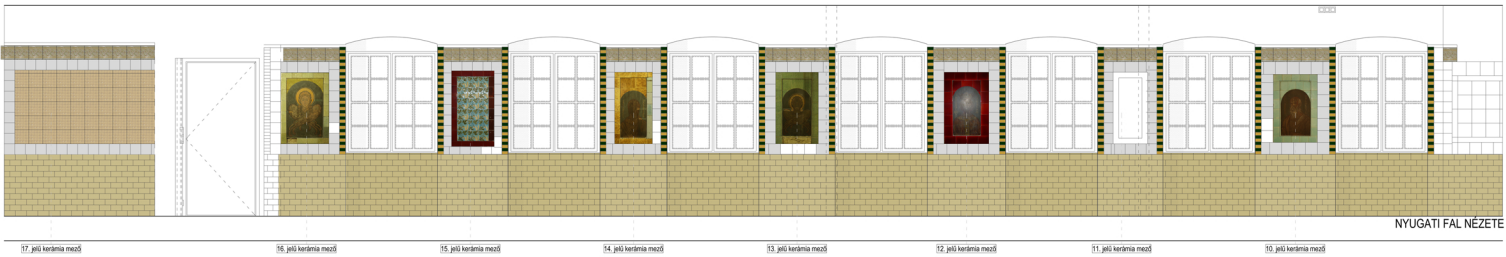 NYUGATI FAL NÉZETE
17. jelű kerámia mező
16. jelű kerámia mező
15. jelű kerámia mező
14. jelű kerámia mező
13. jelű kerámia mező
12. jelű kerámia mező
11. jelű kerámia mező
10. jelű kerámia mező